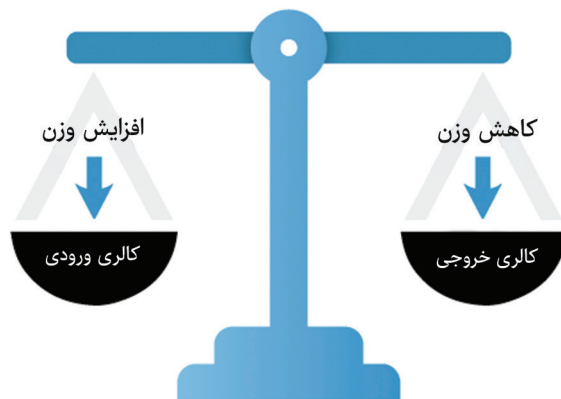 کاهش وزن
افزایش وزن
کالری خروجی
کالری ورودی